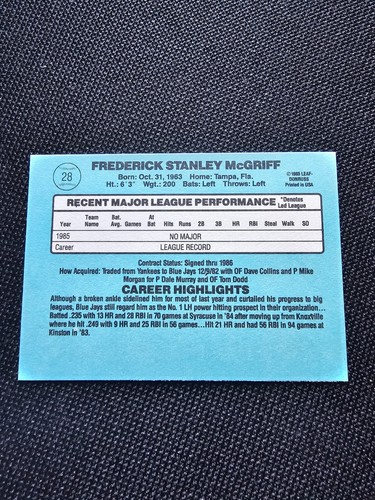 28
FREDERICK STANLEY McGRIFF
Born: Oct. 31, 1963 Home: Tampa, Fla.
Ht.: 6'3" Wgt.: 200 Bats: Left Throws: Left
©1985 LEAF-
DONRUSS
Printed in USA
RECENT MAJOR LEAGUE PERFORMANCE *Denotes
Led League
Year Team Name Bat. Avg. Games At Bat Hits Runs 2B 3B HR RBI Steal Walk SO
1985 NO MAJOR
Career LEAGUE RECORD
Contract Status: Signed thru 1986
How Acquired: Traded from Yankees to Blue Jays 12/9/82 with OF Dave Collins and P Mike
Morgan for P Dale Murray and OF Tom Dodd
CAREER HIGHLIGHTS
Although a broken ankle sidelined him for most of last year and curtailed his progress to big
leagues, Blue Jays still regard him as the No. 1 LH power hitting prospect in their organization...
Batted .235 with 13 HR and 28 RBI in 70 games at Syracuse in '84 after moving up from Knoxville
where he hit .249 with 9 HR and 25 RBI in 56 games...Hit 21 HR and had 56 RBI in 94 games at
Kinston in '83.